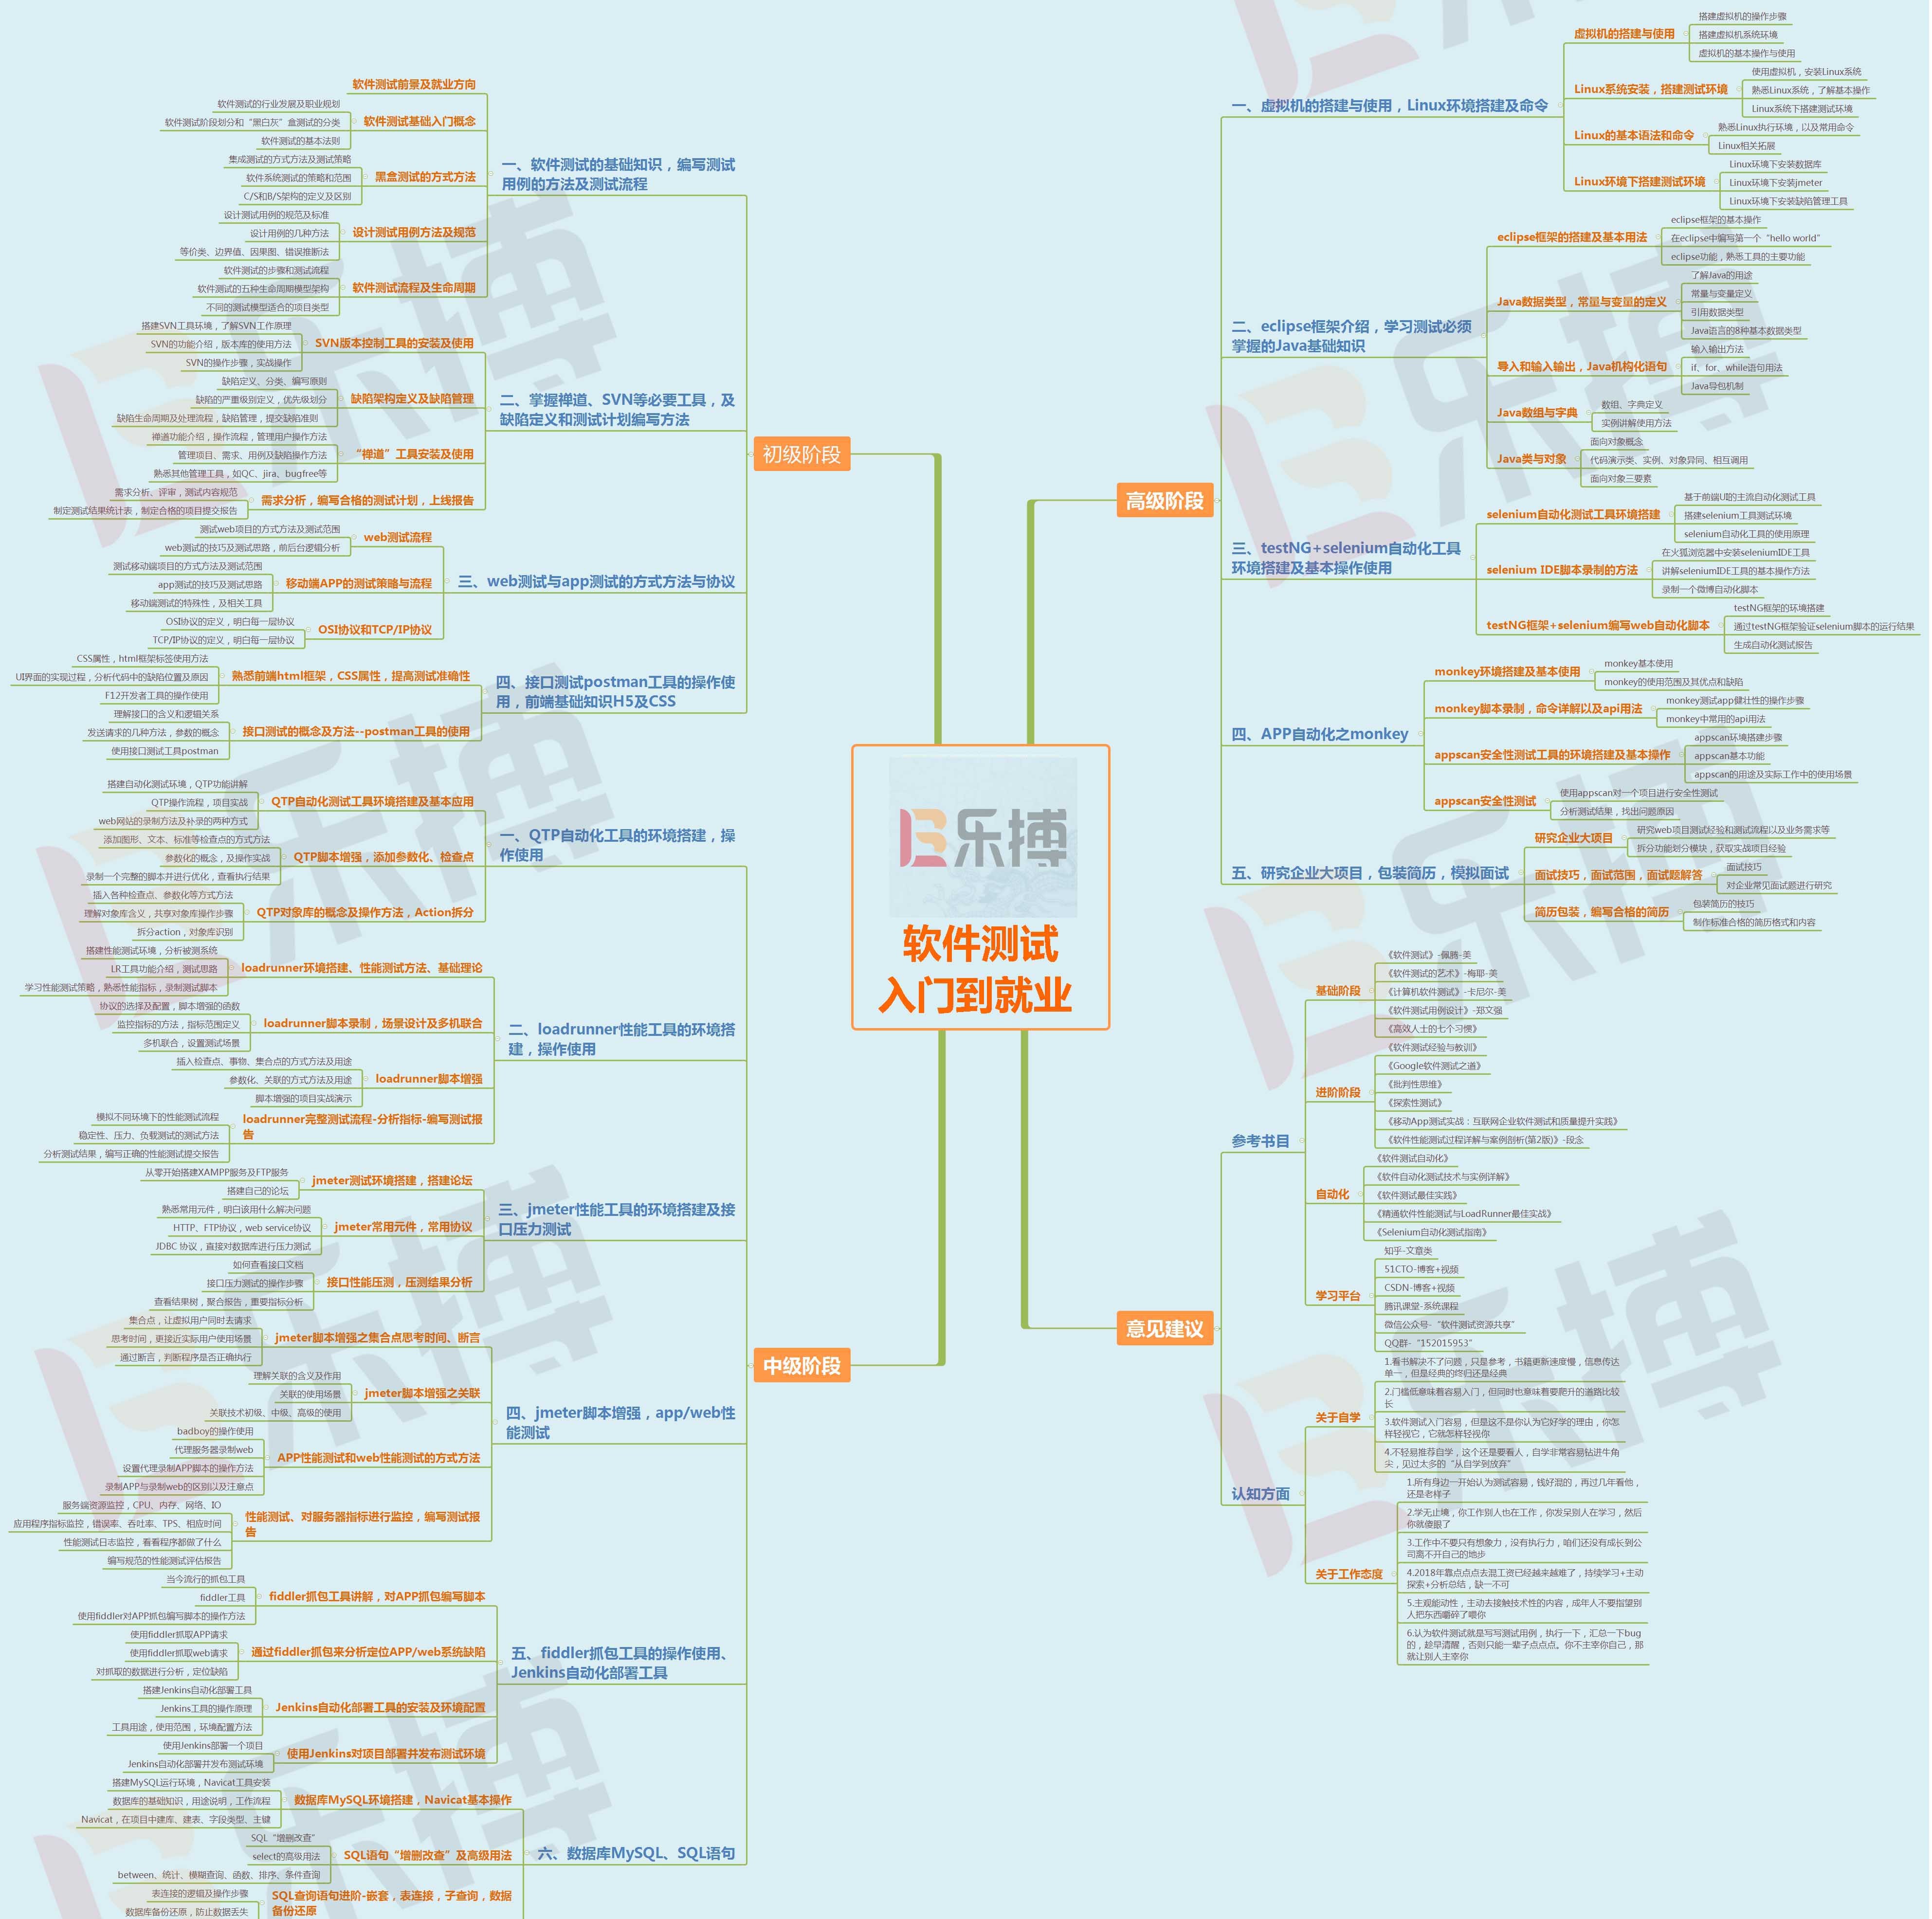 乐搏
软件测试
入门到就业
初级阶段
一、软件测试的基础知识，编写测试
用例的方法及测试流程
软件测试前景及就业方向
软件测试基础入门概念
软件测试的行业发展及职业规划
软件测试阶段划分和“黑白灰”盒测试的分类
软件测试的基本法则
黑盒测试的方式方法
集成测试的方式方法及测试策略
软件系统测试的策略和范围
C/S和B/S架构的定义及区别
设计测试用例方法及规范
设计测试用例的规范及标准
设计用例的几种方法
等价类、边界值、因果图、错误推断法
软件测试流程及生命周期
软件测试的步骤和测试流程
软件测试的五种生命周期模型架构
不同的测试模型适合的项目类型
二、掌握禅道、SVN等必要工具，及
缺陷定义和测试计划编写方法
SVN版本控制工具的安装及使用
搭建SVN工具环境，了解SVN工作原理
SVN的功能介绍，版本库的使用方法
SVN的操作步骤，实战操作
缺陷架构定义及缺陷管理
缺陷定义、分类、编写原则
缺陷的严重级别定义，优先级划分
缺陷生命周期及处理流程，缺陷管理，提交缺陷准则
“禅道”工具安装及使用
禅道功能介绍，操作流程，管理用户操作方法
管理项目、需求、用例及缺陷操作方法
熟悉其他管理工具，如QC、jira、bugfree等
需求分析，编写合格的测试计划，上线报告
需求分析、评审，测试内容规范
制定测试结果统计表，制定合格的项目提交报告
三、web测试与app测试的方式方法与协议
web测试流程
测试web项目的方式方法及测试范围
web测试的技巧及测试思路，前后台逻辑分析
移动端APP的测试策略与流程
测试移动端项目的方式方法及测试范围
app测试的技巧及测试思路
移动端测试的特殊性，及相关工具
OSI协议和TCP/IP协议
OSI协议的定义，明白每一层协议
TCP/IP协议的定义，明白每一层协议
四、接口测试postman工具的操作使
用，前端基础知识H5及CSS
熟悉前端html框架，CSS属性，提高测试准确性
CSS属性，html框架标签使用方法
UI界面的实现过程，分析代码中的缺陷位置及原因
F12开发者工具的操作使用
接口测试的概念及方法--postman工具的使用
理解接口的含义和逻辑关系
发送请求的几种方法，参数的概念
使用接口测试工具postman
中级阶段
一、QTP自动化工具的环境搭建，操
作使用
QTP自动化测试工具环境搭建及基本应用
搭建自动化测试环境，QTP功能讲解
QTP操作流程，项目实战
web网站的录制方法及补录的两种方式
QTP脚本增强，添加参数化、检查点
添加图形、文本、标准等检查点的方式方法
参数化的概念，及操作实战
录制一个完整的脚本并进行优化，查看执行结果
QTP对象库的概念及操作方法，Action拆分
插入各种检查点、参数化等方式方法
理解对象库含义，共享对象库操作步骤
拆分action，对象库识别
二、loadrunner性能工具的环境搭
建，操作使用
loadrunner环境搭建、性能测试方法、基础理论
搭建性能测试环境，分析被测系统
LR工具功能介绍，测试思路
学习性能测试策略，熟悉性能指标，录制测试脚本
loadrunner脚本录制，场景设计及多机联合
协议的选择及配置，脚本增强的函数
监控指标的方法，指标范围定义
多机联合，设置测试场景
loadrunner脚本增强
插入检查点、事物、集合点的方式方法及用途
参数化、关联的方式方法及用途
脚本增强的项目实战演示
loadrunner完整测试流程-分析指标-编写测试报
告
模拟不同环境下的性能测试流程
稳定性、压力、负载测试的测试方法
分析测试结果，编写正确的性能测试提交报告
三、jmeter性能工具的环境搭建及接
口压力测试
jmeter测试环境搭建，搭建论坛
从零开始搭建XAMPP服务及FTP服务
搭建自己的论坛
jmeter常用元件，常用协议
熟悉常用元件，明白该用什么解决问题
HTTP、FTP协议，web service协议
JDBC 协议，直接对数据库进行压力测试
接口性能压测，压测结果分析
如何查看接口文档
接口压力测试的操作步骤
查看结果树，聚合报告，重要指标分析
四、jmeter脚本增强，app/web性
能测试
jmeter脚本增强之集合点思考时间、断言
集合点，让虚拟用户同时去请求
思考时间，更接近实际用户使用场景
通过断言，判断程序是否正确执行
jmeter脚本增强之关联
理解关联的含义及作用
关联的使用场景
关联技术初级、中级、高级的使用
APP性能测试和web性能测试的方式方法
badboy的操作使用
代理服务器录制web
设置代理录制APP脚本的操作方法
录制APP与录制web的区别以及注意点
性能测试、对服务器指标进行监控，编写测试报
告
服务端资源监控，CPU、内存、网络、IO
应用程序指标监控，错误率、吞吐率、TPS、相应时间
性能测试日志监控，看看程序都做了什么
编写规范的性能测试评估报告
五、fiddler抓包工具的操作使用、
Jenkins自动化部署工具
fiddler抓包工具讲解，对APP抓包编写脚本
当今流行的抓包工具
fiddler工具
使用fiddler对APP抓包编写脚本的操作方法
通过fiddler抓包来分析定位APP/web系统缺陷
使用fiddler抓取APP请求
使用fiddler抓取web请求
对抓取的数据进行分析，定位缺陷
Jenkins自动化部署工具的安装及环境配置
搭建Jenkins自动化部署工具
Jenkins工具的操作原理
工具用途，使用范围，环境配置方法
使用Jenkins对项目部署并发布测试环境
使用Jenkins部署一个项目
Jenkins自动化部署并发布测试环境
六、数据库MySQL、SQL语句
数据库MySQL环境搭建，Navicat基本操作
搭建MySQL运行环境，Navicat工具安装
数据库的基础知识，用途说明，工作流程
Navicat，在项目中建库、建表、字段类型、主键
SQL语句“增删改查”及高级用法
SQL“增删改查”
select的高级用法
between、统计、模糊查询、函数、排序、条件查询
SQL查询语句进阶-嵌套，表连接，子查询，数据
备份还原
表连接的逻辑及操作步骤
数据库备份还原，防止数据丢失
高级阶段
一、虚拟机的搭建与使用，Linux环境搭建及命令
虚拟机的搭建与使用
搭建虚拟机的操作步骤
搭建虚拟机系统环境
虚拟机的基本操作与使用
Linux系统安装，搭建测试环境
使用虚拟机，安装Linux系统
熟悉Linux系统，了解基本操作
Linux系统下搭建测试环境
Linux的基本语法和命令
熟悉Linux执行环境，以及常用命令
Linux相关拓展
Linux环境下搭建测试环境
Linux环境下安装数据库
Linux环境下安装jmeter
Linux环境下安装缺陷管理工具
二、eclipse框架介绍，学习测试必须
掌握的Java基础知识
eclipse框架的搭建及基本用法
eclipse框架的基本操作
在eclipse中编写第一个“hello world”
eclipse功能，熟悉工具的主要功能
Java数据类型，常量与变量的定义
了解Java的用途
常量与变量定义
引用数据类型
Java语言的8种基本数据类型
导入和输入输出，Java机构化语句
输入输出方法
if、for、while语句用法
Java导包机制
Java数组与字典
数组、字典定义
实例讲解使用方法
Java类与对象
面向对象概念
代码演示类、实例、对象异同、相互调用
面向对象三要素
三、testNG+selenium自动化工具
环境搭建及基本操作使用
selenium自动化测试工具环境搭建
基于前端UI的主流自动化测试工具
搭建selenium工具测试环境
selenium自动化工具的使用原理
selenium IDE脚本录制的方法
在火狐浏览器中安装seleniumIDE工具
讲解seleniumIDE工具的基本操作方法
录制一个微博自动化脚本
testNG框架+selenium编写web自动化脚本
testNG框架的环境搭建
通过testNG框架验证selenium脚本的运行结果
生成自动化测试报告
四、APP自动化之monkey
monkey环境搭建及基本使用
monkey基本使用
monkey的使用范围及其优点和缺陷
monkey脚本录制，命令详解以及api用法
monkey测试app健壮性的操作步骤
monkey中常用的api用法
appscan安全性测试工具的环境搭建及基本操作
appscan环境搭建步骤
appscan基本功能
appscan的用途及实际工作中的使用场景
appscan安全性测试
使用appscan对一个项目进行安全性测试
分析测试结果，找出问题原因
五、研究企业大项目，包装简历，模拟面试
研究企业大项目
研究web项目测试经验和测试流程以及业务需求等
拆分功能划分模块，获取实战项目经验
面试技巧，面试范围，面试题解答
面试技巧
对企业常见面试题进行研究
简历包装，编写合格的简历
包装简历的技巧
制作标准合格的简历格式和内容
意见建议
参考书目
基础阶段
《软件测试》-佩腾-美
《软件测试的艺术》-梅耶-美
《计算机软件测试》-卡尼尔-美
《软件测试用例设计》-郑文强
《高效人士的七个习惯》
进阶阶段
《软件测试经验与教训》
《Google软件测试之道》
《批判性思维》
《探索性测试》
《移动App测试实战：互联网企业软件测试和质量提升实践》
《软件性能测试过程详解与案例剖析(第2版)》-段念
自动化
《软件测试自动化》
《软件自动化测试技术与实例详解》
《软件测试最佳实践》
《精通软件性能测试与LoadRunner最佳实战》
《Selenium自动化测试指南》
学习平台
知乎-文章类
51CTO-博客+视频
CSDN-博客+视频
腾讯课堂-系统课程
微信公众号-“软件测试资源共享”
QQ群-“152015953”
认知方面
关于自学
1.看书解决不了问题，只是参考，书籍更新速度慢，信息传达
单一，但是经典的终归还是经典
2.门槛低意味着容易入门，但同时也意味着要爬升的道路比较
长
3.软件测试入门容易，但是这不是你认为它好学的理由，你怎
样轻视它，它就怎样轻视你
4.不轻易推荐自学，这个还是要看人，自学非常容易钻进牛角
尖，见过太多的“从自学到放弃”
关于工作态度
1.所有身边一开始认为测试容易，钱好混的，再过几年看他，
还是老样子
2.学无止境，你工作别人也在工作，你发呆别人在学习，然后
你就傻眼了
3.工作中不要只有想象力，没有执行力，咱们还没有成长到公
司离不开自己的地步
4.2018年靠点点点去混工资已经越来越难了，持续学习+主动
探索+分析总结，缺一不可
5.主观能动性，主动去接触技术性的内容，成年人不要指望别
人把东西嚼碎了喂你
6.认为软件测试就是写写测试用例，执行一下，汇总一下bug
的，趁早清醒，否则只能一辈子点点点。你不主宰你自己，那
就让别人主宰你